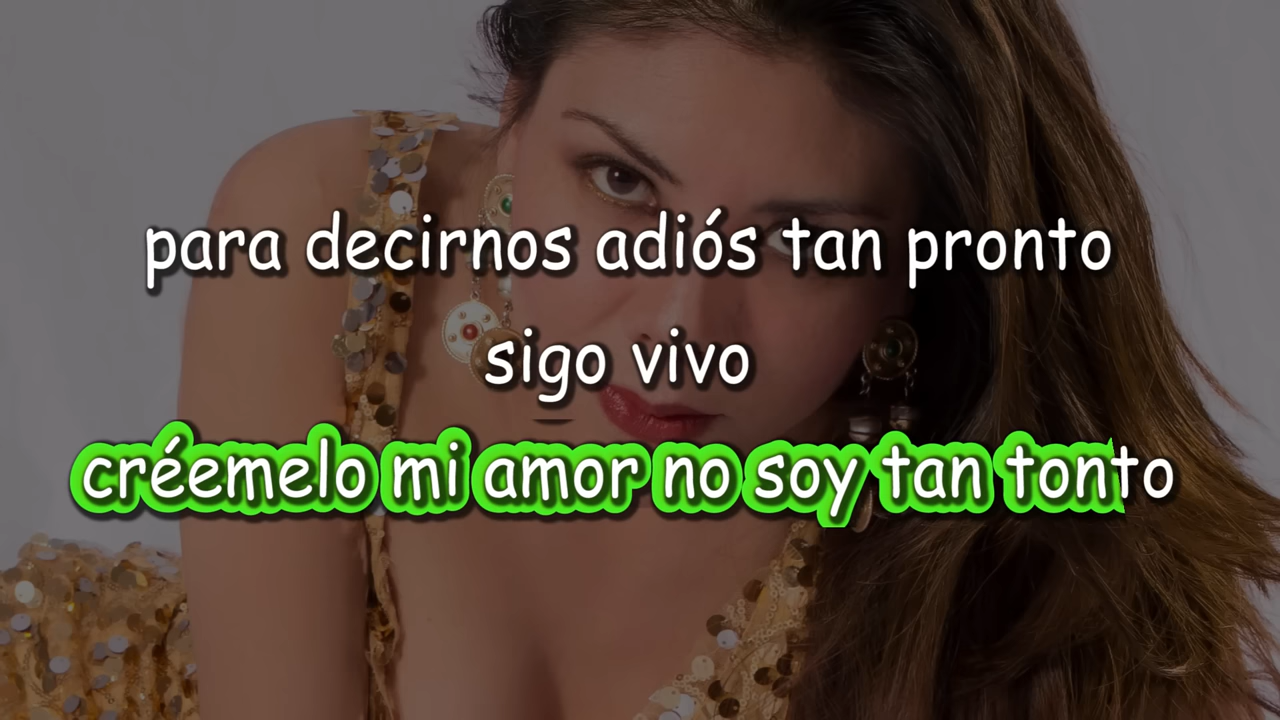 para decirnos adiós tan pronto
sigo vivo
créemelo mi amor no soy tan tonto